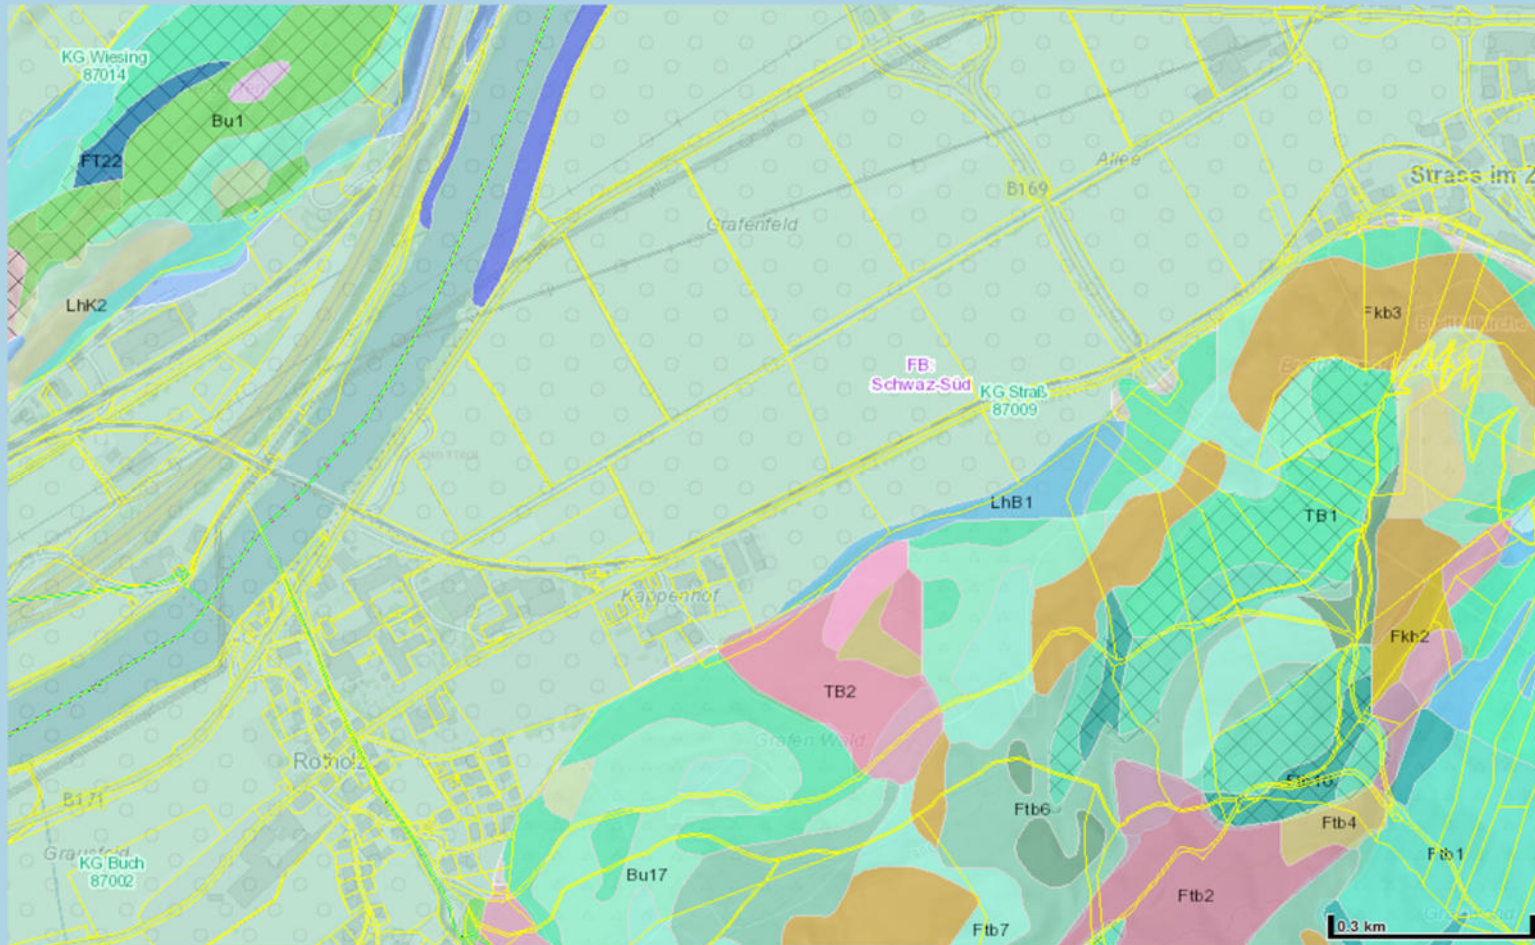 KG Wiesing
87014
Bu1
FT22
LhK2
Allee
B169
Strass im Z
Grafenfeld
Fkb3
FB:
Schwaz-Süd
KG Straß
87009
LhB1
TB1
Kappenhof
Fkb2
TB2
Grafen Wald
Rotholz
B171
Ftb6
Ftb4
Grausfeld
KG Buch
87002
Bu17
Ftb1
Ftb2
Ftb7
0.3 km